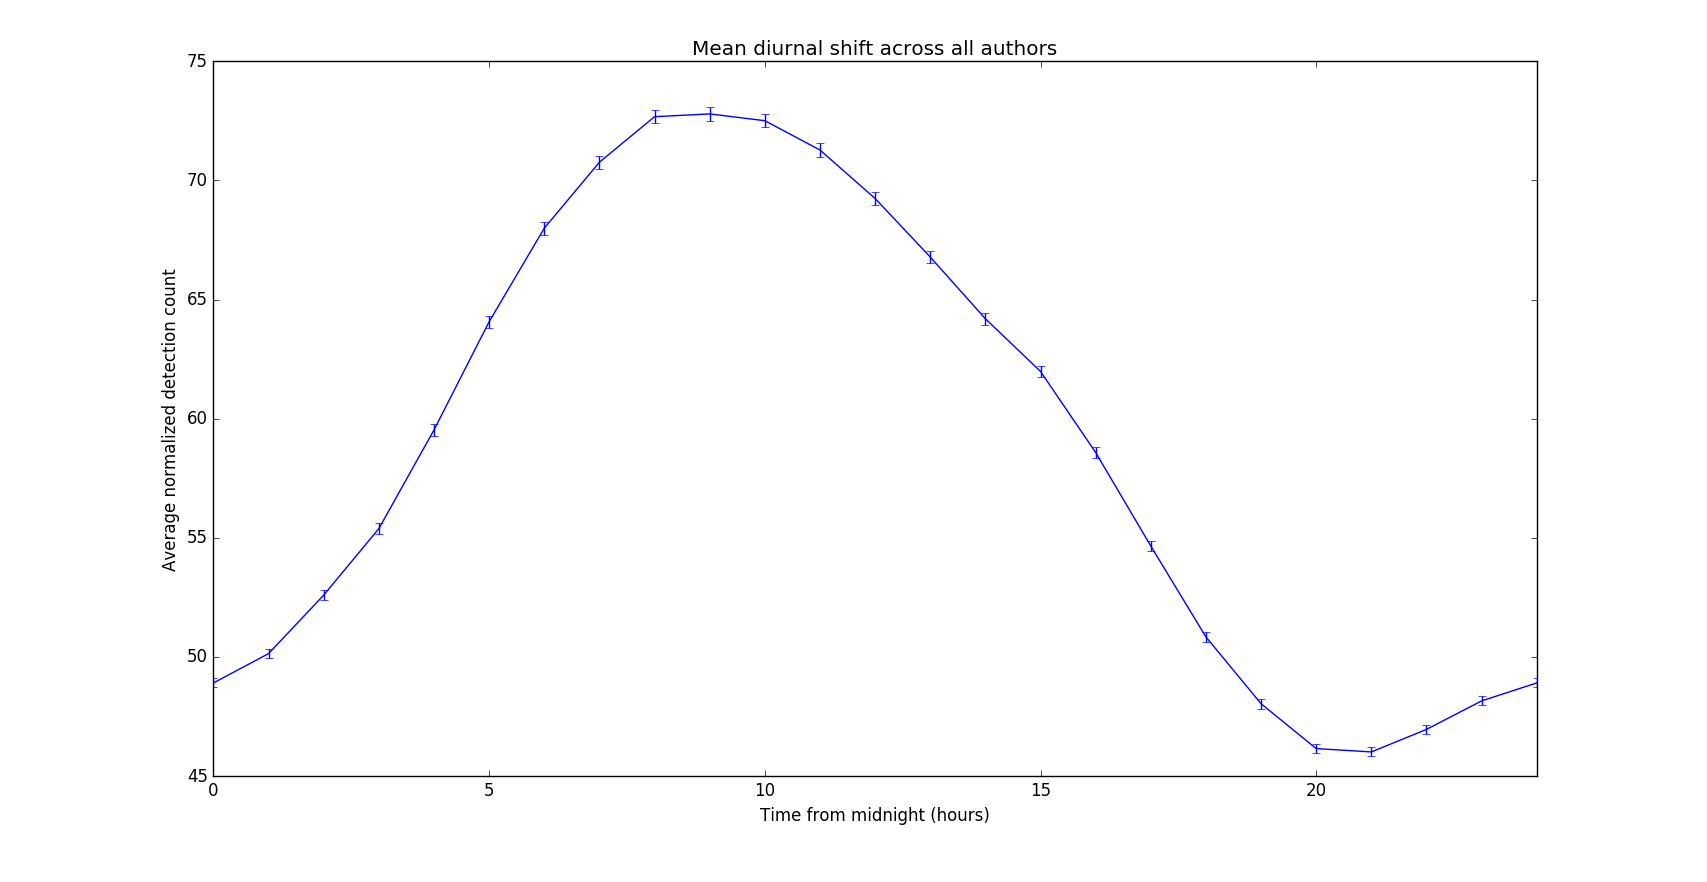 Mean diurnal shift across all authors
75
70
65
60
55
50
45
Average normalized detection count
0 5 10 15 20
Time from midnight (hours)